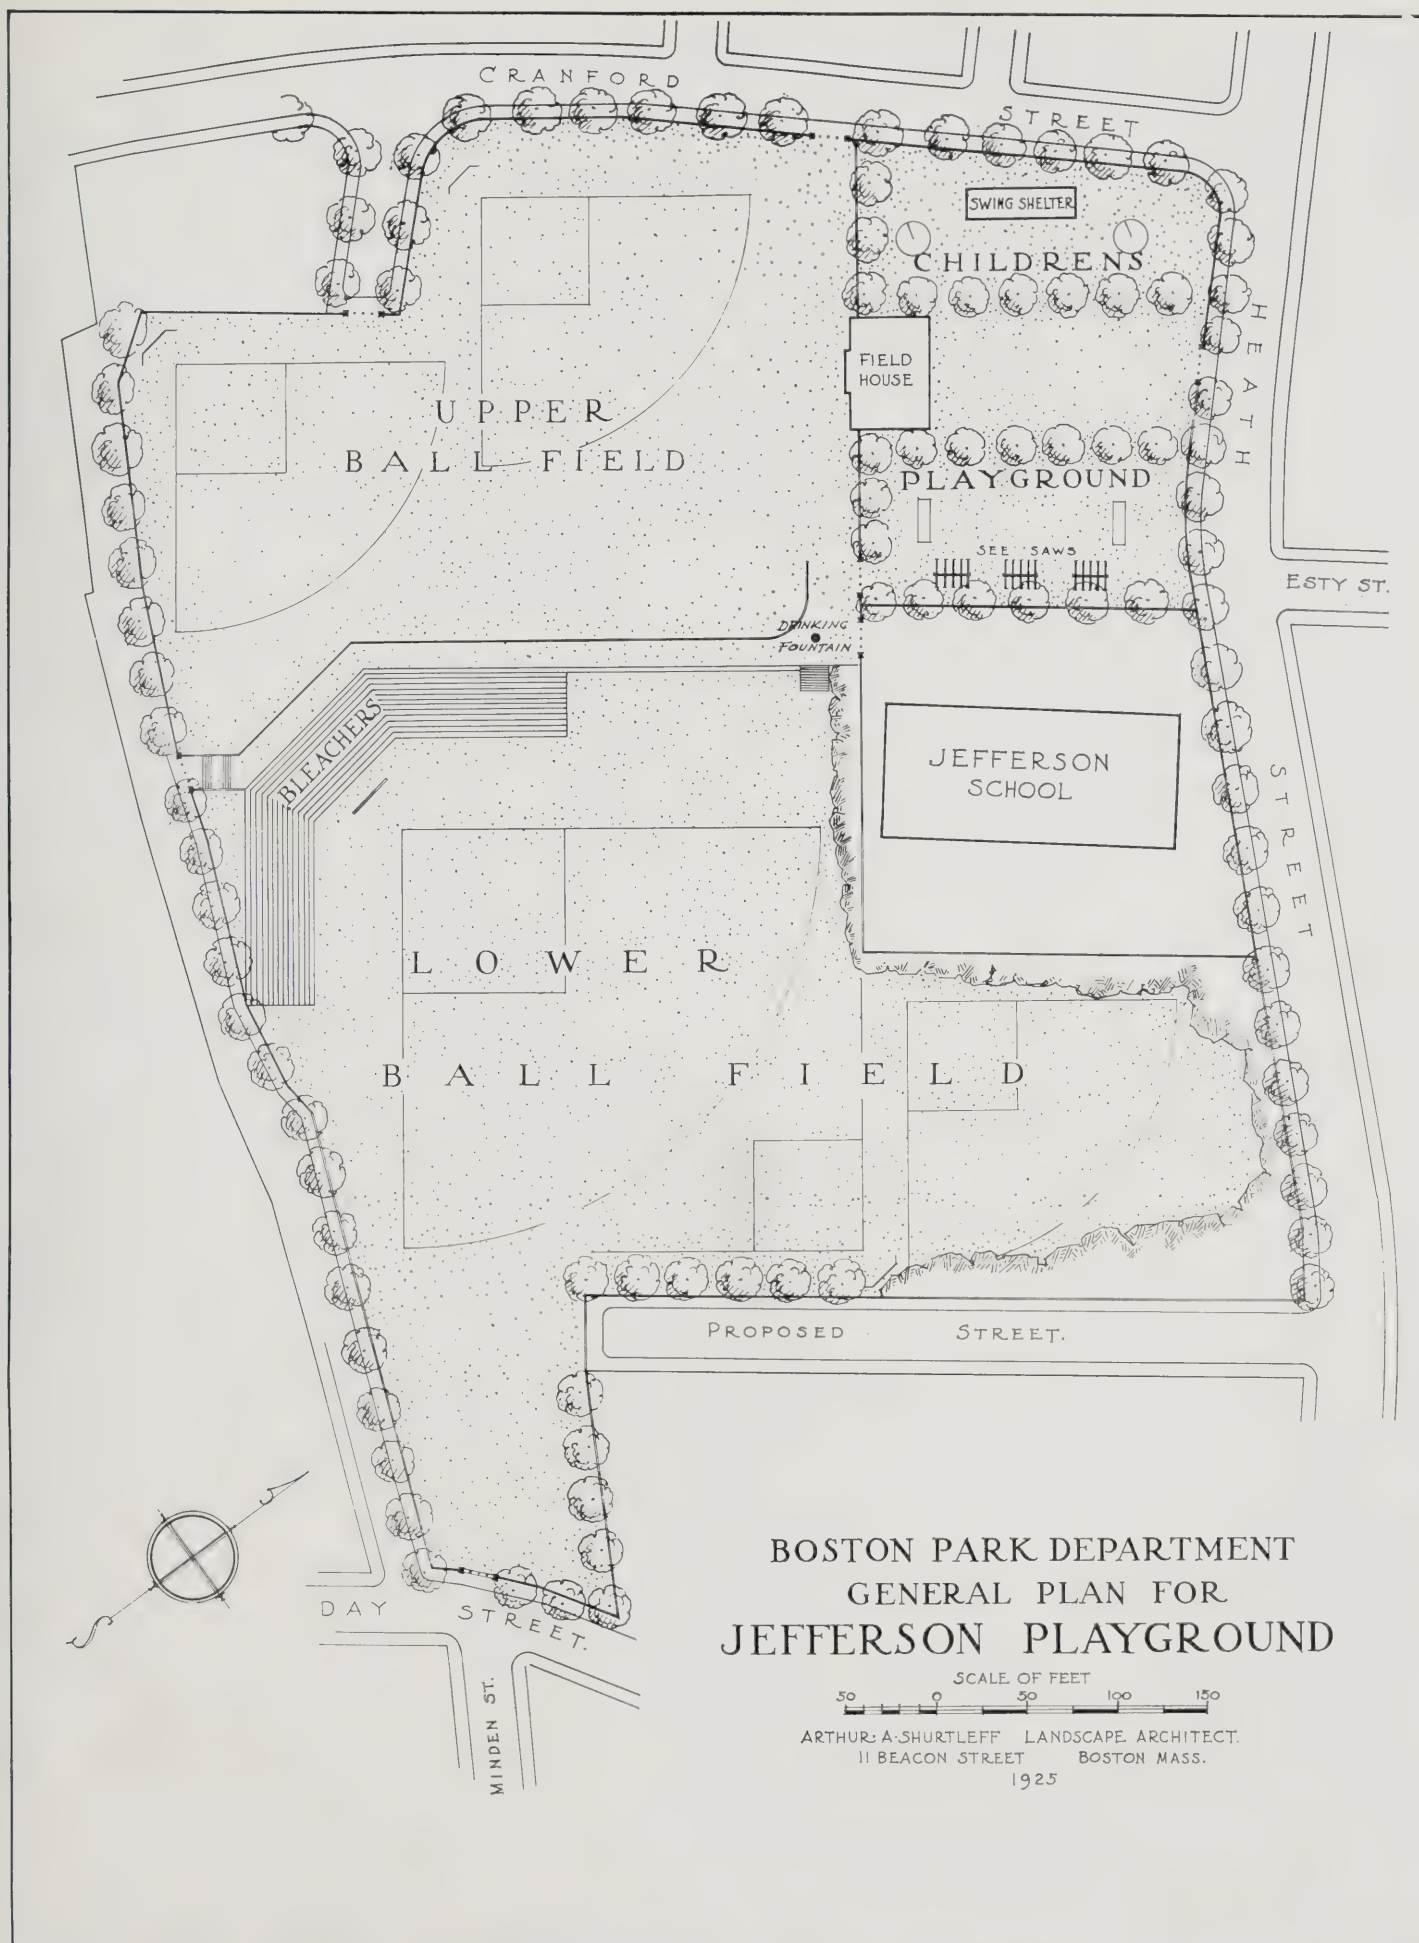 CRANFORD STREET
SWING SHELTER
CHILDRENS
PLAYGROUND
HEATH STREET
FIELD
HOUSE
UPPER
BALL FIELD
SEE SAWS
ESTY ST.
DRINKING
FOUNTAIN
BLEACHERS
JEFFERSON
SCHOOL
LOWER
BALL FIELD
PROPOSED STREET.
S
DAY STREET.
MINDEN ST.
BOSTON PARK DEPARTMENT
GENERAL PLAN FOR
JEFFERSON PLAYGROUND
SCALE OF FEET
50 0 50 100 150
ARTHUR·A·SHURTLEFF LANDSCAPE ARCHITECT.
11 BEACON STREET BOSTON MASS.
1925